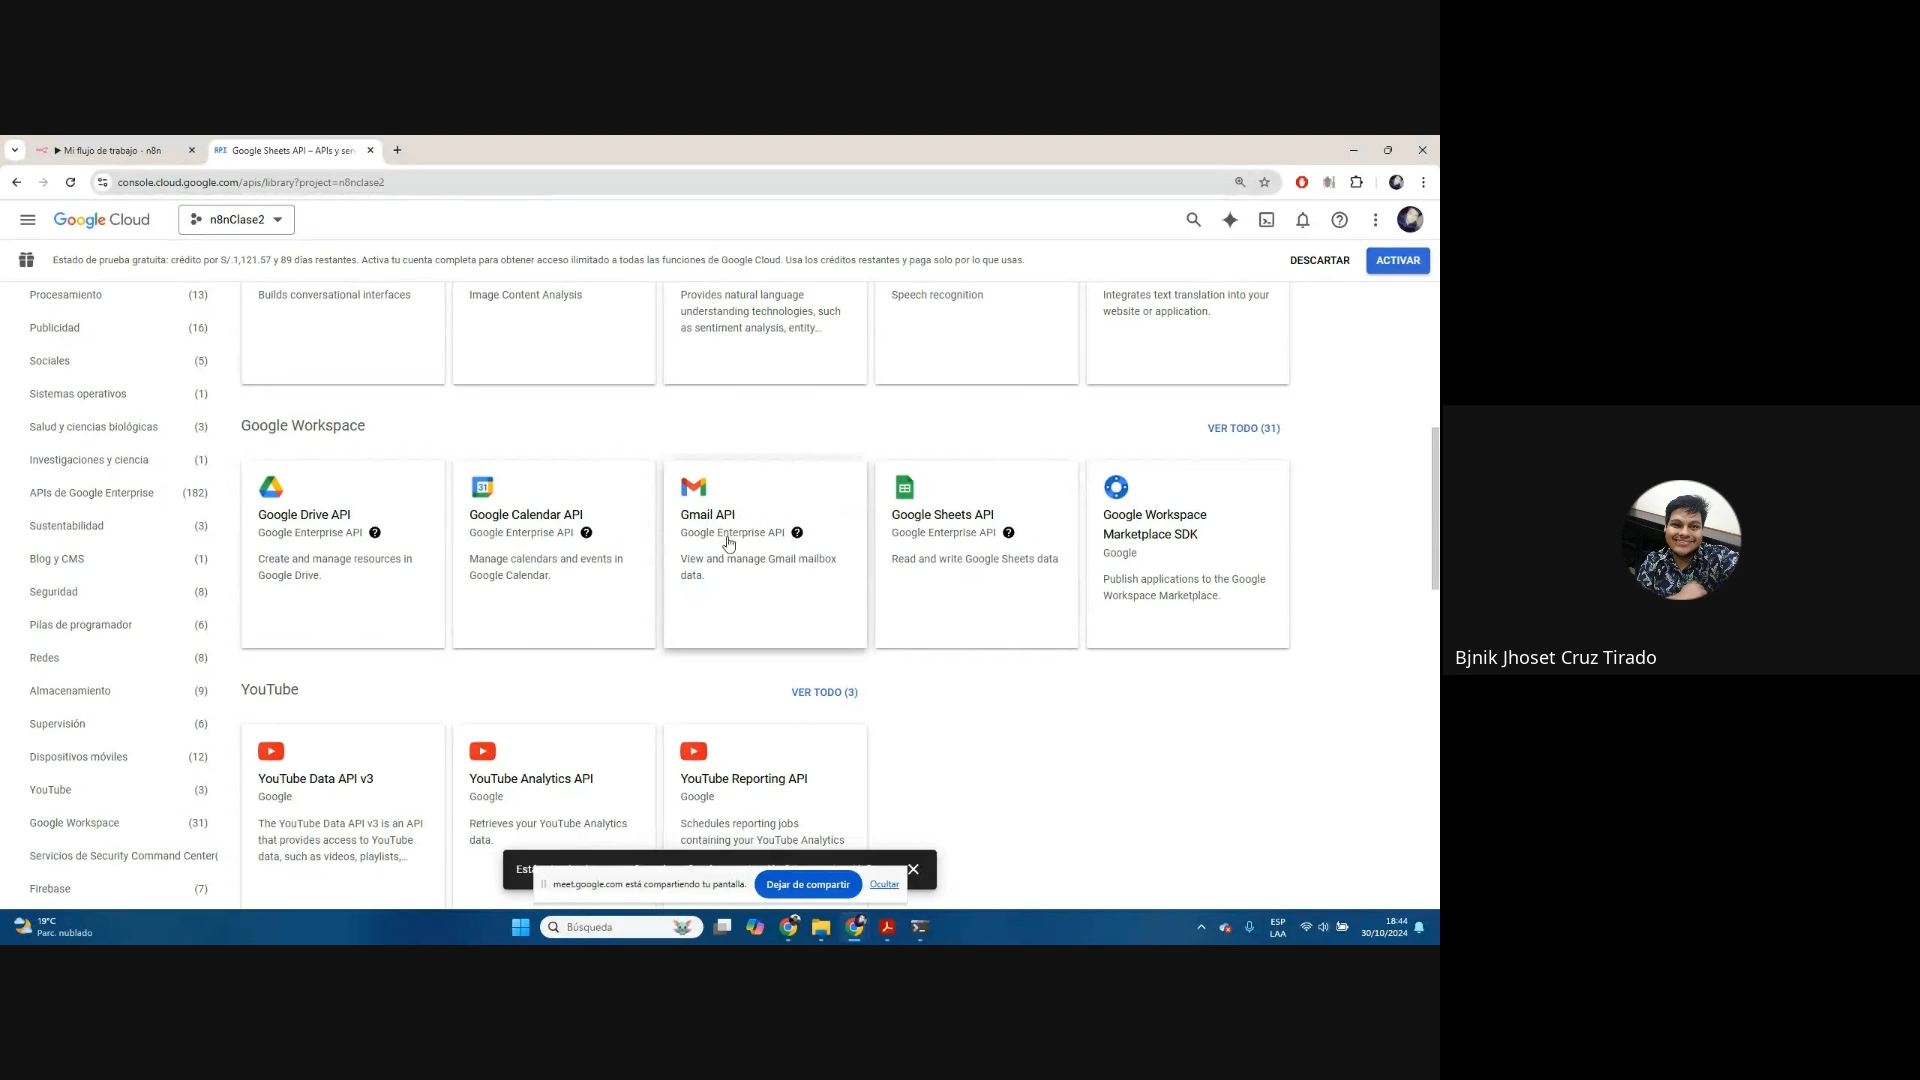 Mi flujo de trabajo - n8n
API Google Sheets API – APIs y ser
console.cloud.google.com/apis/library?project=n8nclase2
Google Cloud
n8nClase2
Estado de prueba gratuita: crédito por S/.1,121.57 y 89 días restantes. Activa tu cuenta completa para obtener acceso ilimitado a todas las funciones de Google Cloud. Usa los créditos restantes y paga solo por lo que usas.
DESCARTAR
ACTIVAR
Procesamiento (13)
Publicidad (16)
Sociales (5)
Sistemas operativos (1)
Salud y ciencias biológicas (3)
Investigaciones y ciencia (1)
APIs de Google Enterprise (182)
Sustentabilidad (3)
Blog y CMS (1)
Seguridad (8)
Pilas de programador (6)
Redes (8)
Almacenamiento (9)
Supervisión (6)
Dispositivos móviles (12)
YouTube (3)
Google Workspace (31)
Servicios de Security Command Center(
Firebase (7)
Builds conversational interfaces
Image Content Analysis
Provides natural language
understanding technologies, such
as sentiment analysis, entity...
Speech recognition
Integrates text translation into your
website or application.
Google Workspace
VER TODO (31)
31
Google Drive API
Google Enterprise API
Create and manage resources in
Google Drive.
Google Calendar API
Google Enterprise API
Manage calendars and events in
Google Calendar.
Gmail API
Google Enterprise API
View and manage Gmail mailbox
data.
Google Sheets API
Google Enterprise API
Read and write Google Sheets data
Google Workspace
Marketplace SDK
Google
Publish applications to the Google
Workspace Marketplace.
YouTube
VER TODO (3)
YouTube Data API v3
Google
The YouTube Data API v3 is an API
that provides access to YouTube
data, such as videos, playlists,...
YouTube Analytics API
Google
Retrieves your YouTube Analytics
data.
YouTube Reporting API
Google
Schedules reporting jobs
containing your YouTube Analytics
meet.google.com está compartiendo tu pantalla.
Dejar de compartir
Ocultar
19°C
Parc. nublado
Búsqueda
ESP
LAA
18:44
30/10/2024
Bjnik Jhoset Cruz Tirado